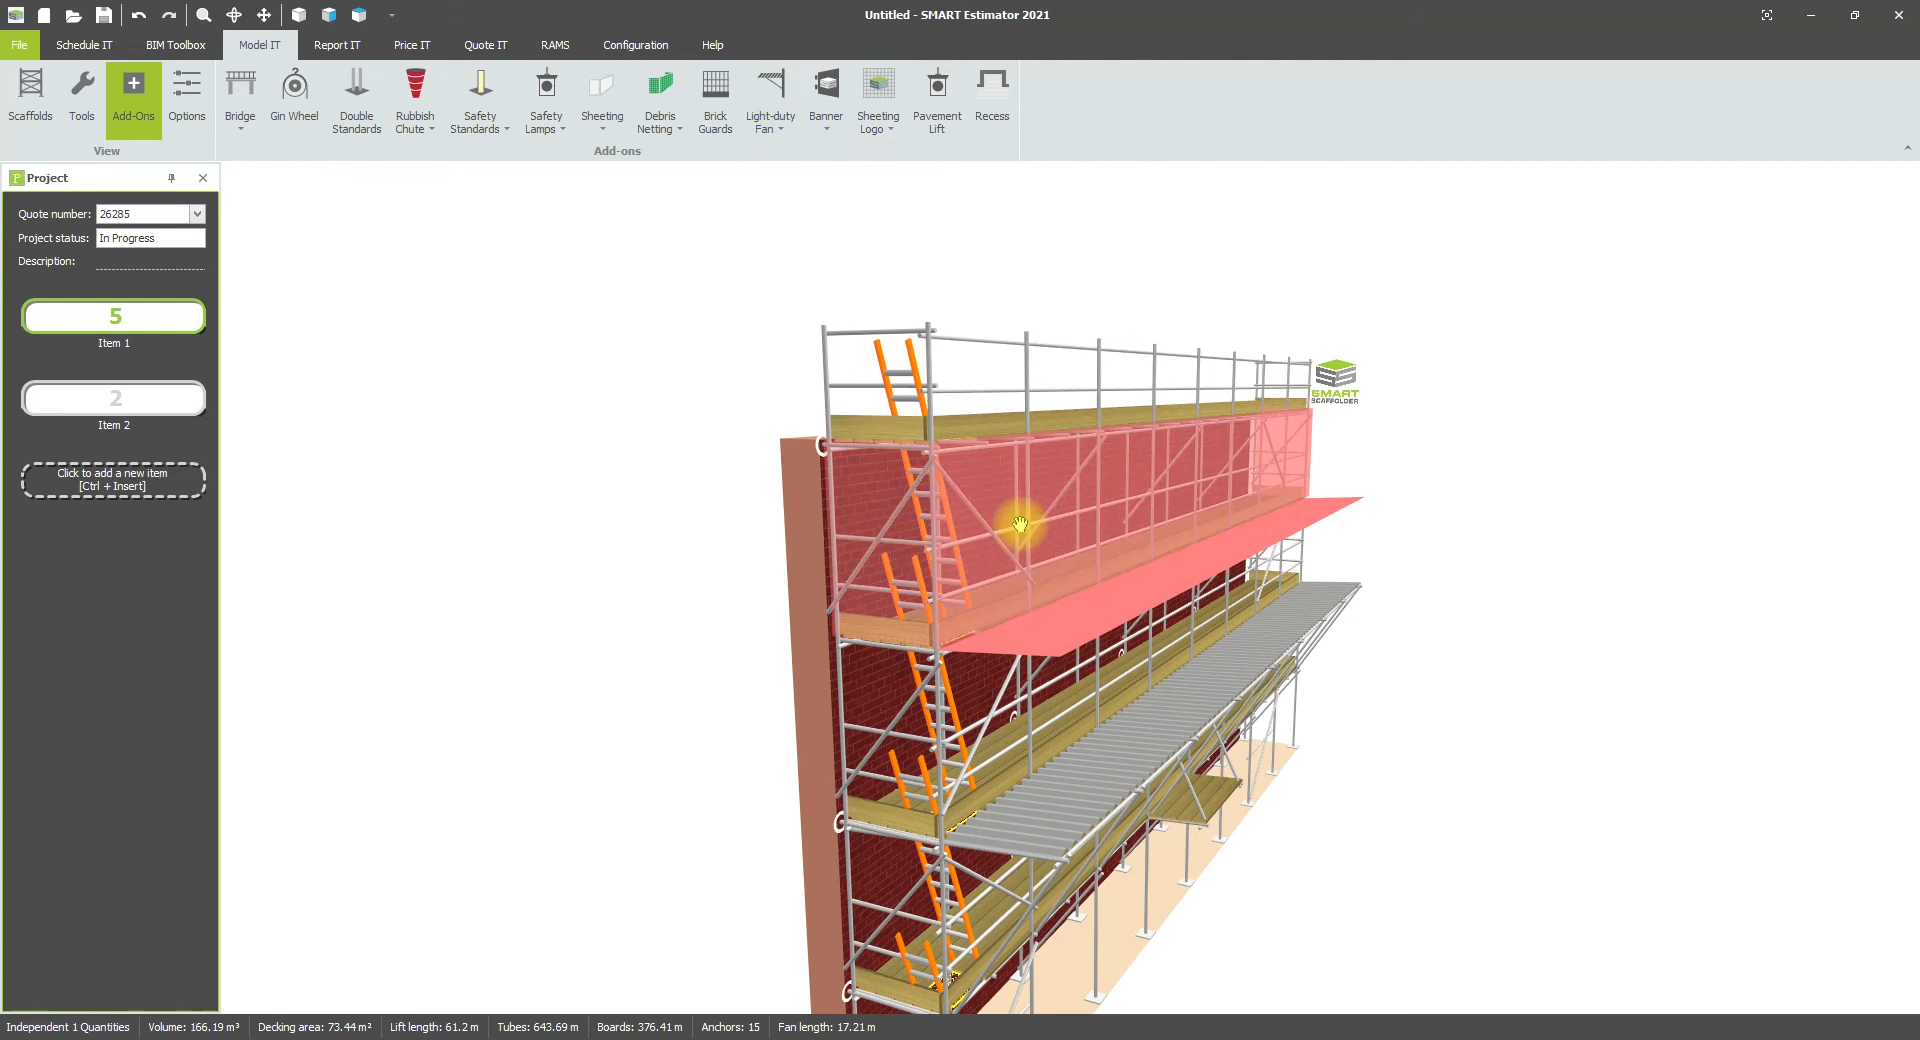 Untitled - SMART Estimator 2021
File Schedule IT BIM Toolbox Model IT Report IT Price IT Quote IT RAMS Configuration Help
Scaffolds Tools Add-Ons Options Bridge Gin Wheel Double Standards Rubbish Chute Safety Standards Safety Lamps Sheeting Debris Netting Brick Guards Light-duty Fan Banner Sheeting Logo Pavement Lift Recess
View Add-ons
Project
Quote number: 26285
Project status: In Progress
Description:
5
Item 1
2
Item 2
Click to add a new item
[Ctrl + Insert]
SMART
SCAFFOLDER
Independent 1 Quantities Volume: 166.19 m³ Decking area: 73.44 m² Lift length: 61.2 m Tubes: 643.69 m Boards: 376.41 m Anchors: 15 Fan length: 17.21 m